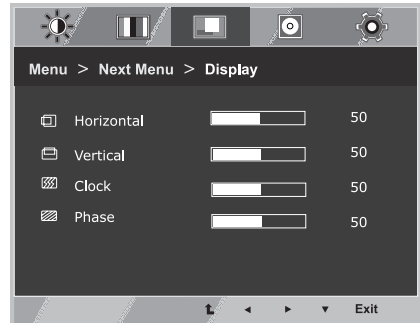 Menu > Next Menu > Display
Horizontal 50
Vertical 50
Clock 50
Phase 50
Exit